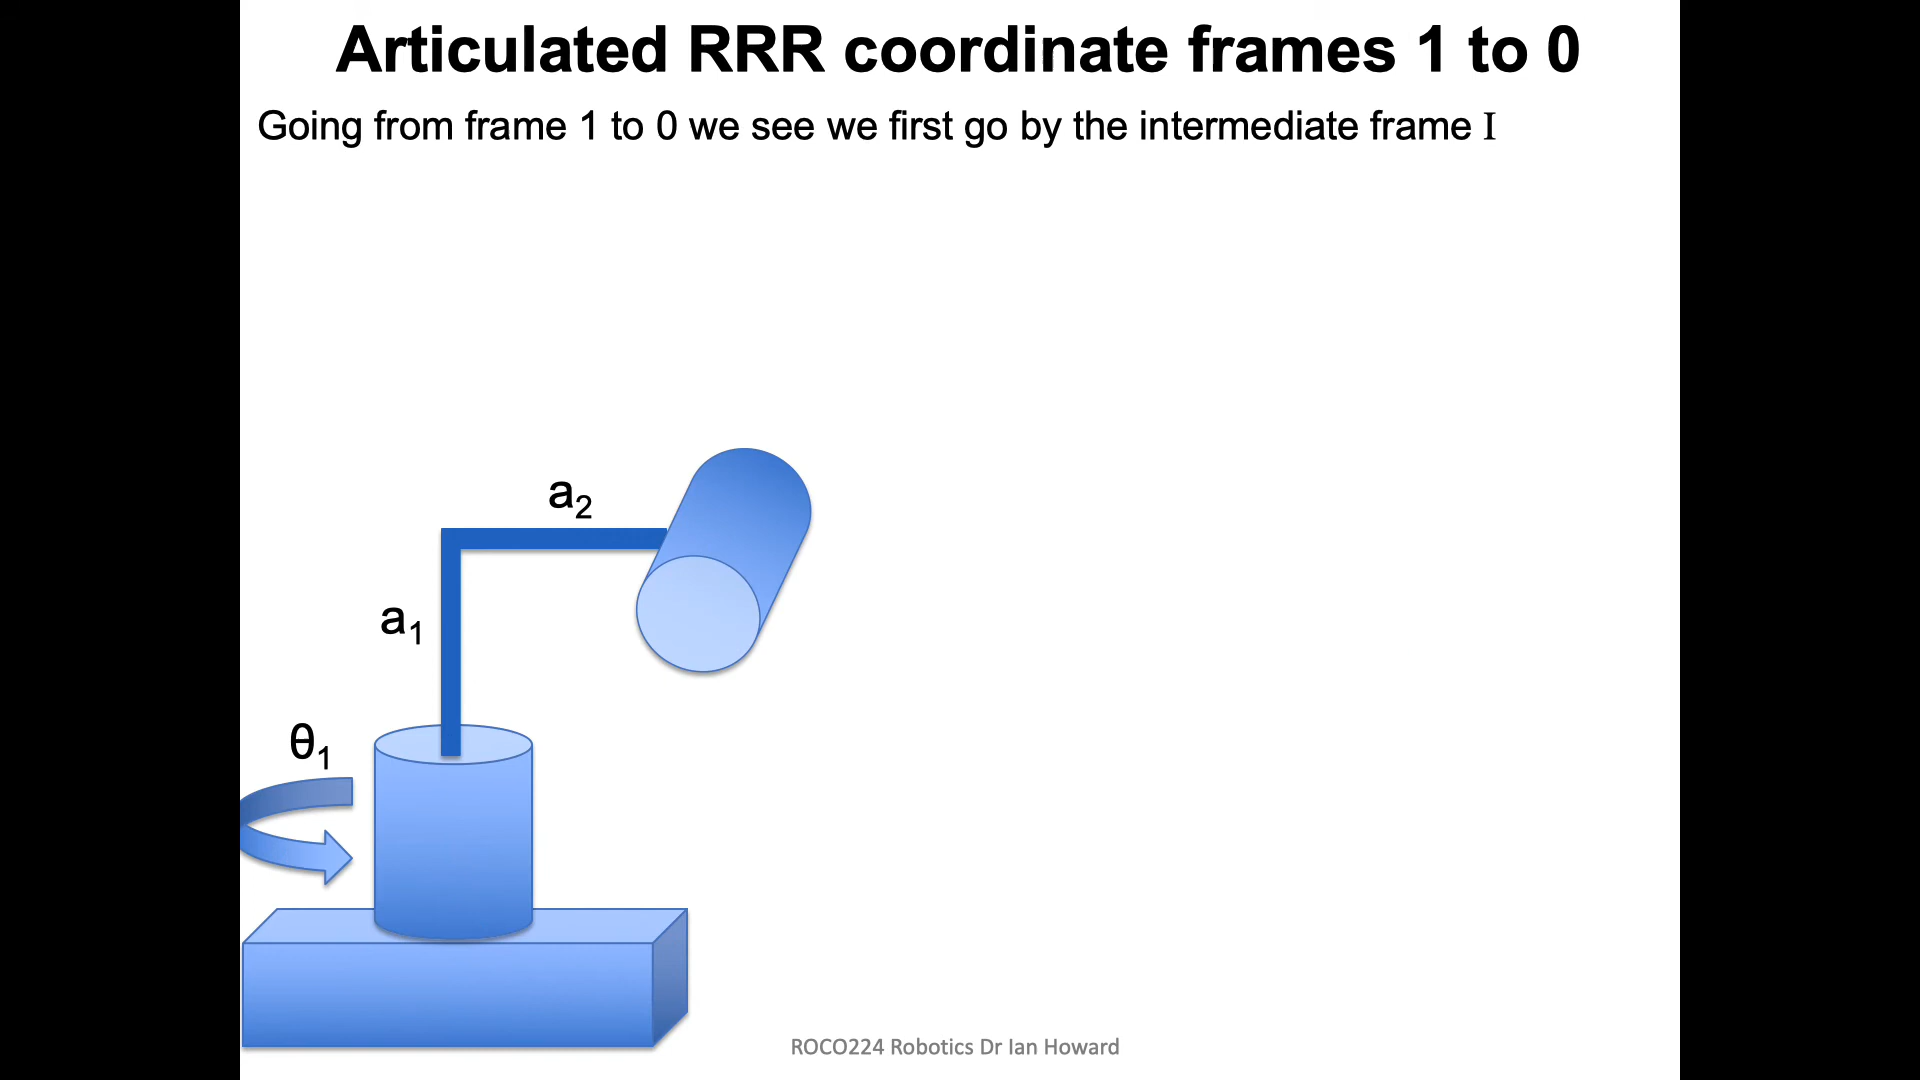 Articulated RRR coordinate frames 1 to 0
Going from frame 1 to 0 we see we first go by the intermediate frame I
a₂
a₁
θ₁
ROCO224 Robotics Dr Ian Howard